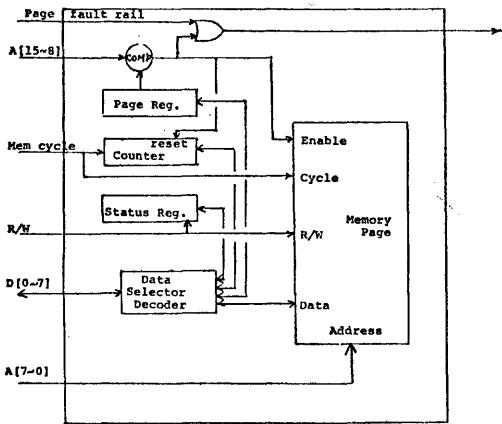 Page fault rail
A[15~8]
COMP
Page Reg.
Mem cycle
reset
Counter
Enable
Cycle
Status Reg.
Memory
Page
R/W
R/W
D[0~7]
Data
Selector
Decoder
Data
Address
A[7~0]